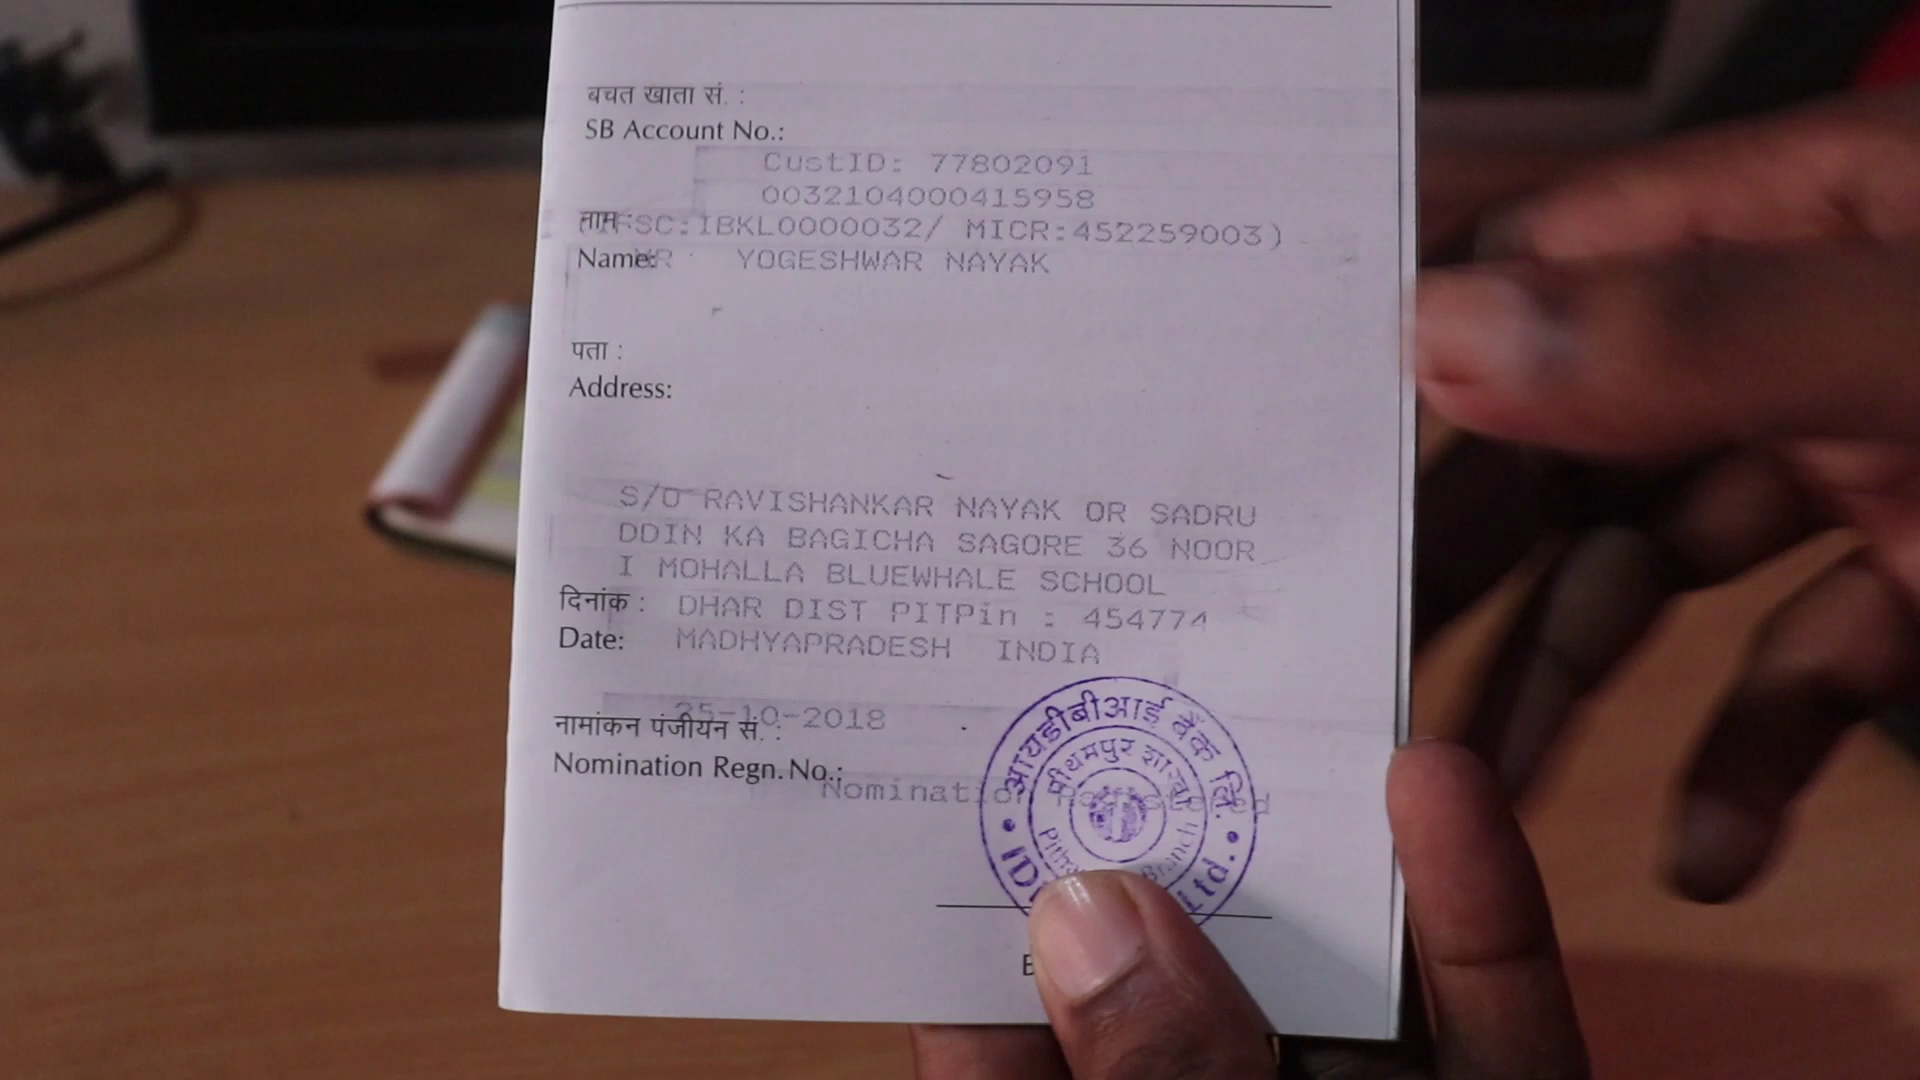 बचत खाता सं. :
SB Account No.:
CustID: 77802091
0032104000415958
नाम :
IFSC:IBKL0000032/ MICR:452259003)
Name: MR YOGESHWAR NAYAK
पता :
Address:
S/O RAVISHANKAR NAYAK OR SADRU
DDIN KA BAGICHA SAGORE 36 NOOR
I MOHALLA BLUEWHALE SCHOOL
दिनांक : DHAR DIST PITPin : 454774
Date: MADHYAPRADESH INDIA
25-10-2018
नामांकन पंजीयन सं. :
Nomination Regn. No.:
आयडीबीआई बैंक लि.
पीथमपुर शाखा
Branch
Ltd.